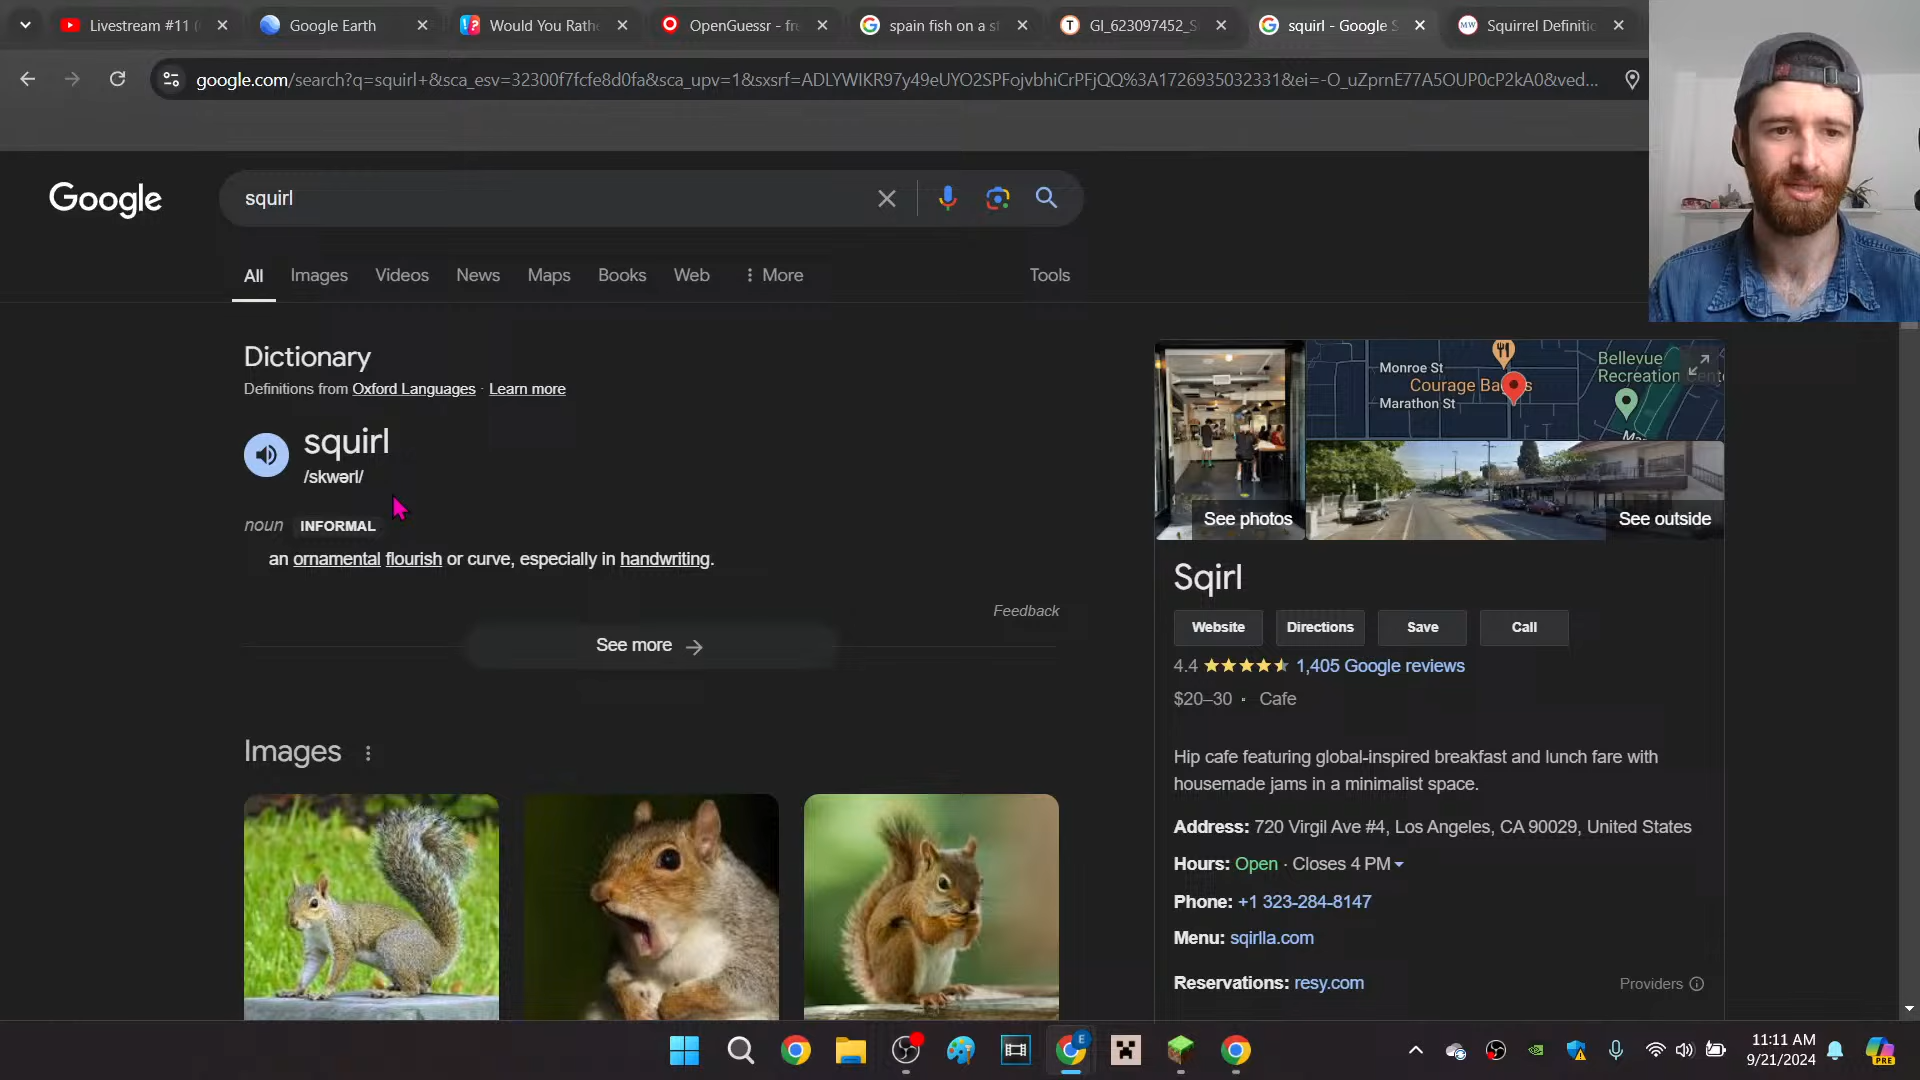 Livestream #11 (
Google Earth
Would You Rathe
OpenGuessr - fr
spain fish on a st
GI_623097452_S
squirl - Google S
Squirrel Definitio
google.com/search?q=squirl+&sca_esv=32300f7fcfe8d0fa&sca_upv=1&sxsrf=ADLYWIKR97y49eUYO2SPFojvbhiCrPFjQQ%3A1726935032331&ei=-O_uZprnE77A5OUP0cP2kA0&ved...
Google
squirl
All
Images
Videos
News
Maps
Books
Web
More
Tools
Dictionary
Definitions from Oxford Languages · Learn more
squirl
/skwərl/
noun INFORMAL
an ornamental flourish or curve, especially in handwriting.
Feedback
See more
Images
Monroe St
Courage Ba s
Marathon St
Bellevue
Recreation Cente
See photos
See outside
Sqirl
Website
Directions
Save
Call
4.4 1,405 Google reviews
$20–30 · Cafe
Hip cafe featuring global-inspired breakfast and lunch fare with
housemade jams in a minimalist space.
Address: 720 Virgil Ave #4, Los Angeles, CA 90029, United States
Hours: Open · Closes 4 PM
Phone: +1 323-284-8147
Menu: sqirlla.com
Reservations: resy.com
Providers
11:11 AM
9/21/2024